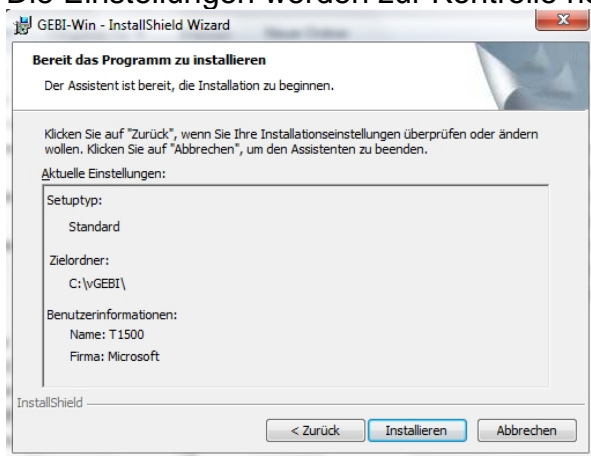 Die Einstellungen werden zur Kontrolle
GEBI-Win - InstallShield Wizard
Bereit das Programm zu installieren
Der Assistent ist bereit, die Installation zu beginnen.
Klicken Sie auf "Zurück", wenn Sie Ihre Installationseinstellungen überprüfen oder ändern
wollen. Klicken Sie auf "Abbrechen", um den Assistenten zu beenden.
Aktuelle Einstellungen:
Setuptyp:
Standard
Zielordner:
C:\vGEBI\
Benutzerinformationen:
Name: T1500
Firma: Microsoft
InstallShield
< Zurück Installieren Abbrechen